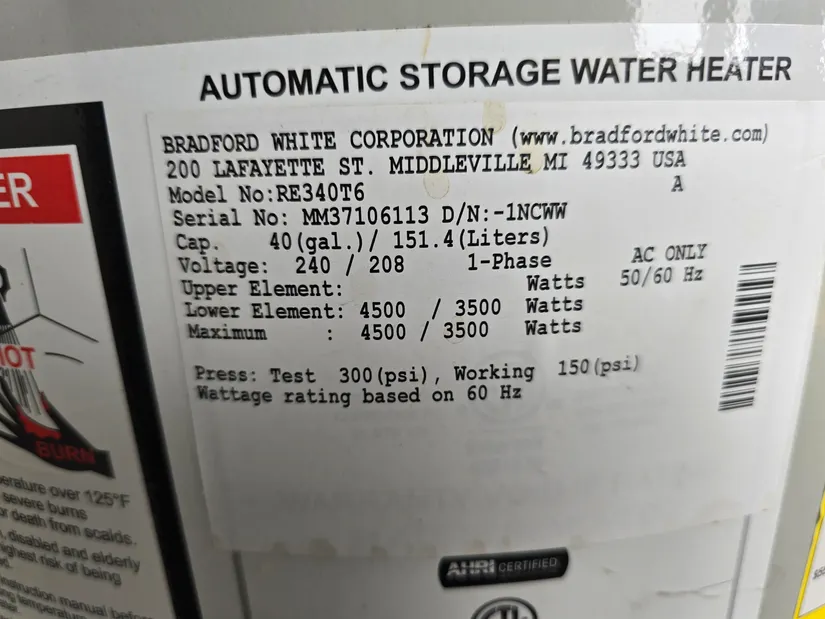 AUTOMATIC STORAGE WATER HEATER
BRADFORD WHITE CORPORATION (www.bradfordwhite.com)
200 LAFAYETTE ST. MIDDLEVILLE, MI 49333 USA
Model No:RE340T6 A
Serial No: MM37106113 D/N:-1NCWW
Cap. 40(gal.)/ 151.4(Liters)
Voltage: 240 / 208 1-Phase AC ONLY
Upper Element: Watts 50/60 Hz
Lower Element: 4500 / 3500 Watts
Maximum : 4500 / 3500 Watts
Press: Test 300(psi), Working 150(psi)
Wattage rating based on 60 Hz
ER
HOT
BURN
erature over 125°F
severe burns
or death from scalds.
disabled and elderly
highest risk of being
instruction manual before
temperature
AHRI CERTIFIED